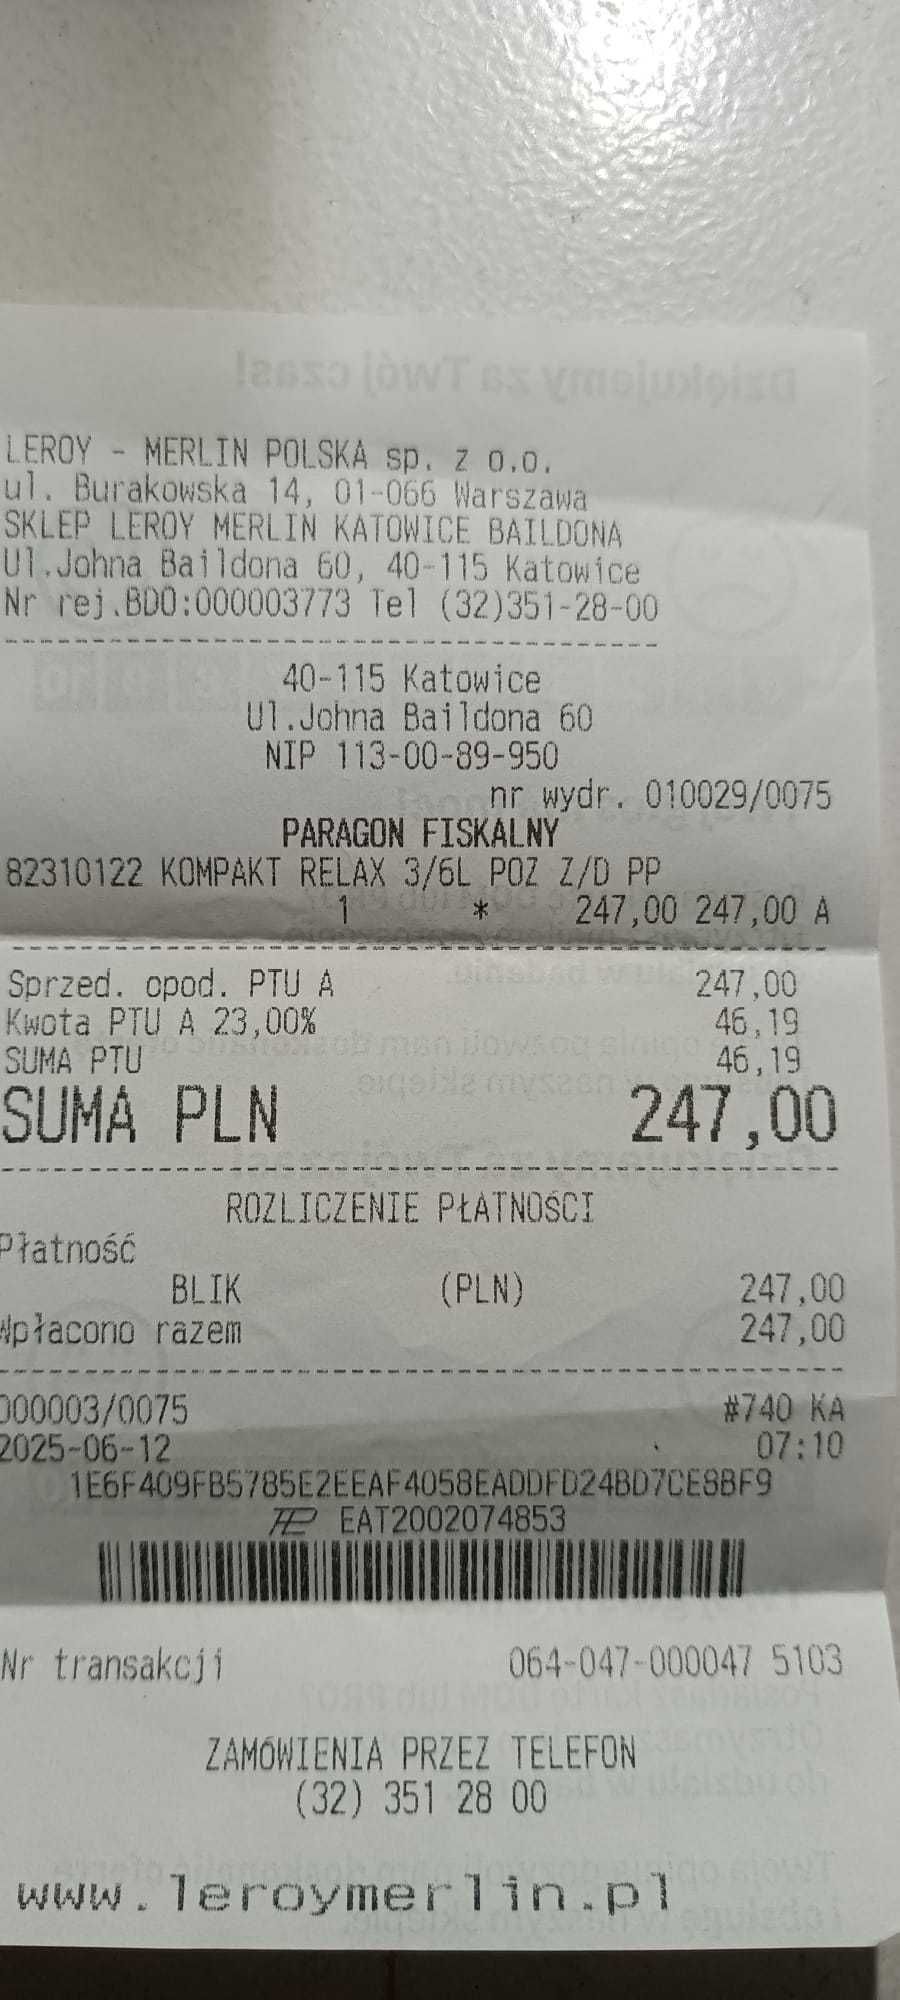 LEROY - MERLIN POLSKA sp. z o.o.
ul. Burakowska 14, 01-066 Warszawa
SKLEP LEROY MERLIN KATOWICE BAILDONA
Ul.Johna Baildona 60, 40-115 Katowice
Nr rej.BDO:000003773 Tel (32)351-28-00
40-115 Katowice
Ul.Johna Baildona 60
NIP 113-00-89-950
nr wydr. 010029/0075
PARAGON FISKALNY
82310122 KOMPAKT RELAX 3/6L POZ Z/D PP
1 * 247,00 247,00 A
Sprzed. opod. PTU A 247,00
Kwota PTU A 23,00% 46,19
SUMA PTU 46,19
SUMA PLN 247,00
ROZLICZENIE PŁATNOŚCI
Płatność
BLIK (PLN) 247,00
Wpłacono razem 247,00
000003/0075 #740 KA
2025-06-12 07:10
1E6F409FB5785E2EEAF4058EADDFD24BD7CE8BF9
EAT2002074853
Nr transakcji 064-047-000047 5103
ZAMÓWIENIA PRZEZ TELEFON
(32) 351 28 00
www.leroymerlin.pl